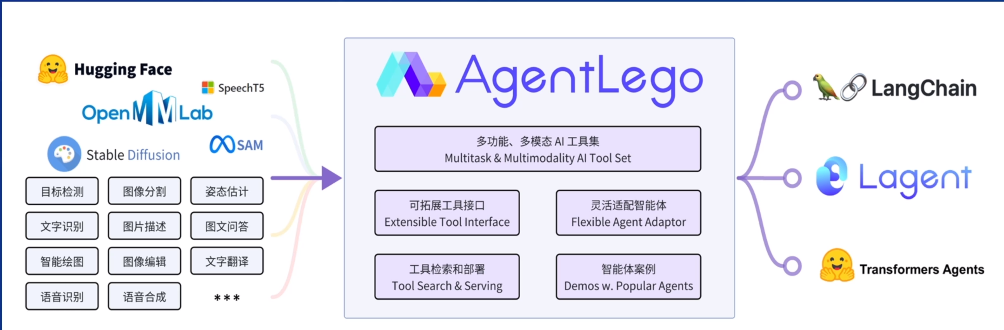 Hugging Face
SpeechT5
OpenMMLab
Stable Diffusion
SAM
目标检测
图像分割
姿态估计
文字识别
图片描述
图文问答
智能绘图
图像编辑
文字翻译
语音识别
语音合成
***
AgentLego
多功能、多模态 AI 工具集
Multitask & Multimodality AI Tool Set
可拓展工具接口
Extensible Tool Interface
灵活适配智能体
Flexible Agent Adaptor
工具检索和部署
Tool Search & Serving
智能体案例
Demos w. Popular Agents
LangChain
Lagent
Transformers Agents